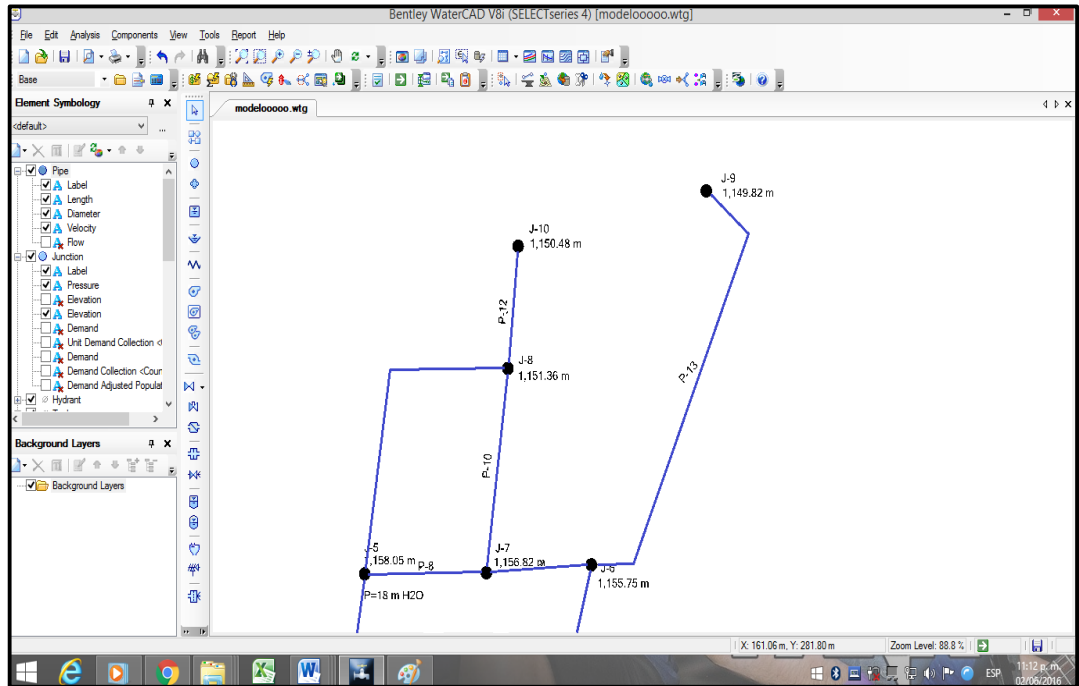 Bentley WaterCAD V8i (SELECTseries 4) [modelooooo.wtg]
File Edit Analysis Components View Tools Report Help
Base
Element Symbology
<default>
Pipe
Label
Length
Diameter
Velocity
Flow
Junction
Label
Pressure
Elevation
Elevation
Demand
Unit Demand Collection
Demand
Demand Collection <Cour
Demand Adjusted Populat
Hydrant
Background Layers
Background Layers
modelooooo.wtg
J-9
1,149.82 m
J-10
1,150.48 m
P-12
J-8
1,151.36 m
P-13
P-10
J-5
,158.05 m
P-8
J-7
1,156.82 m
J-6
1,155.75 m
P=18 m H2O
X: 161.06 m, Y: 281.80 m
Zoom Level: 88.8 %
ESP
11:12 p. m.
02/06/2016